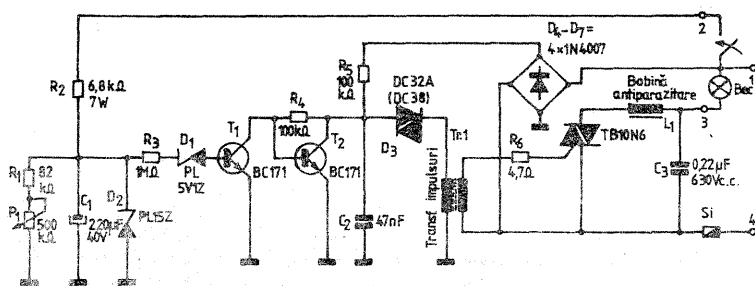 2
D4-D7=
4×1N4007
1
R2
6,8kΩ
7W
R5
100
kΩ
DC32A
(DC38)
Bobină
antiparazitare
Bec
R3
1MΩ
D1
PL
5V1Z
T1
BC171
R4
100kΩ
T2
BC171
D3
Tr.1
Transf. impulsuri
R6
4,7Ω
TB10N6
L1
3
R1
82
kΩ
P1
500
kΩ
C1
220μF
40V
D2
PL15Z
C2
47nF
C3
0,22μF
630Vc.c.
Si
4